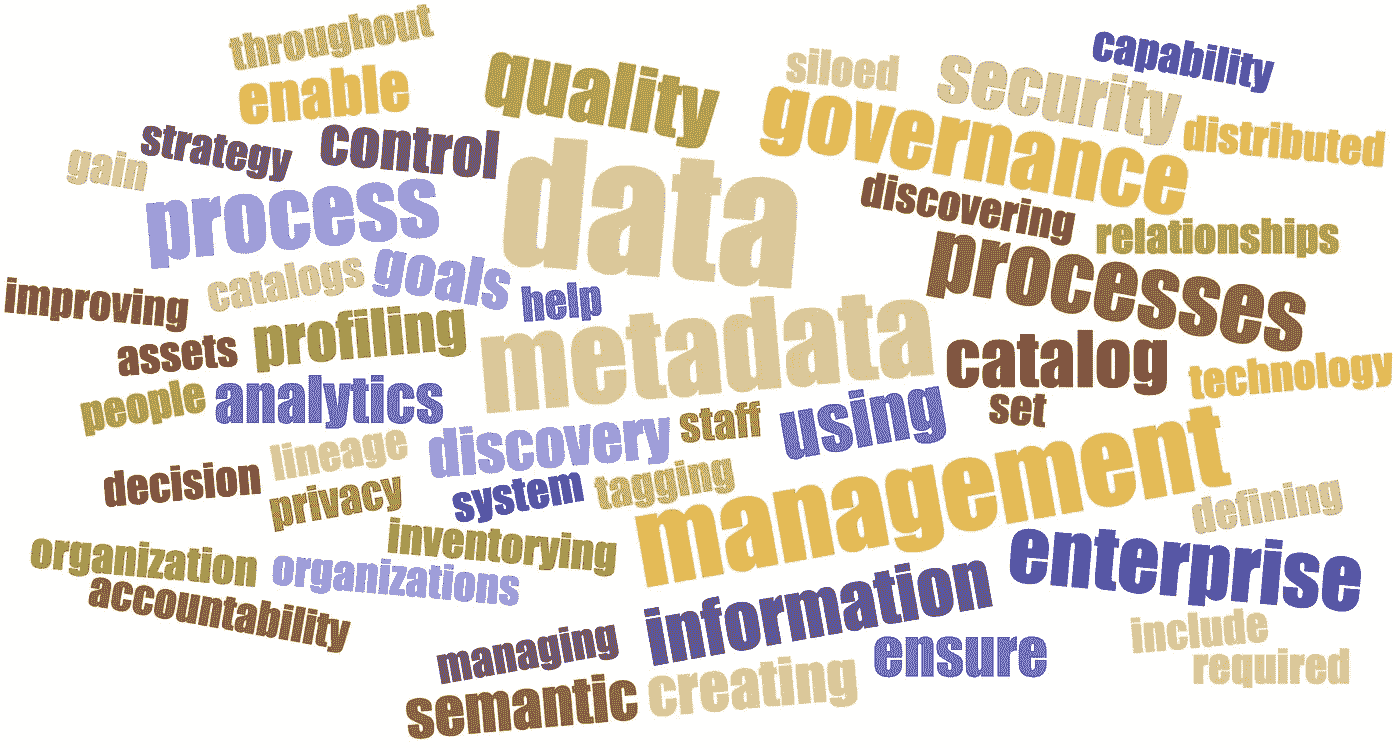 throughout
capability
enable
quality
siloed
security
governance
distributed
strategy
control
gain
data
discovering
process
relationships
processes
catalogs
goals
help
improving
metadata
assets
profiling
catalog
technology
people
analytics
using
set
staff
lineage
discovery
management
decision
system
tagging
privacy
defining
inventorying
organization
organizations
enterprise
accountability
information
include
managing
ensure
required
semantic
creating